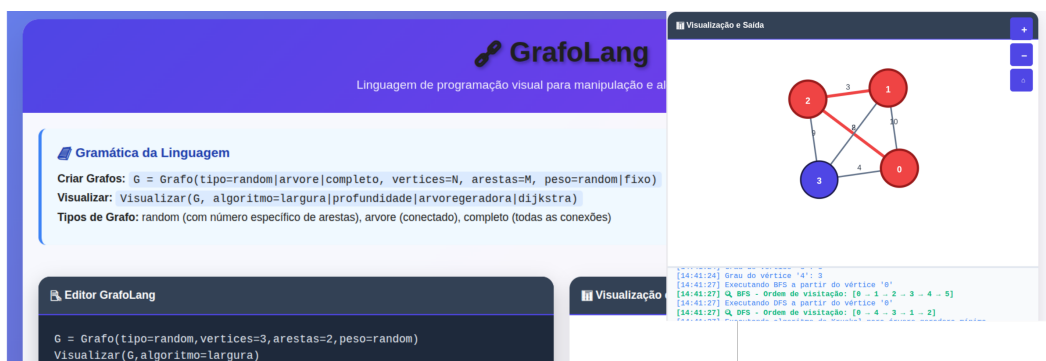 GrafoLang
Linguagem de programação visual para manipulação e al
Gramática da Linguagem
Criar Grafos: G = Grafo(tipo=random|arvore|completo, vertices=N, arestas=M, peso=random|fixo)
Visualizar: Visualizar(G, algoritmo=largura|profundidade|arvoregeradora|dijkstra)
Tipos de Grafo: random (com número específico de arestas), arvore (conectado), completo (todas as conexões)
Editor GrafoLang
G = Grafo(tipo=random,vertices=3,arestas=2,peso=random)
Visualizar(G,algoritmo=largura)
Visualização
Visualização e Saída
+
−
○
2
3
1
9
10
4
0
3
[14:41:24] Grau do vértice '4': 3
[14:41:27] Executando BFS a partir do vértice '0'
[14:41:27] BFS - Ordem de visitação: [0 → 1 → 2 → 3 → 4 → 5]
[14:41:27] Executando DFS a partir do vértice '0'
[14:41:27] DFS - Ordem de visitação: [0 → 4 → 3 → 1 → 2]